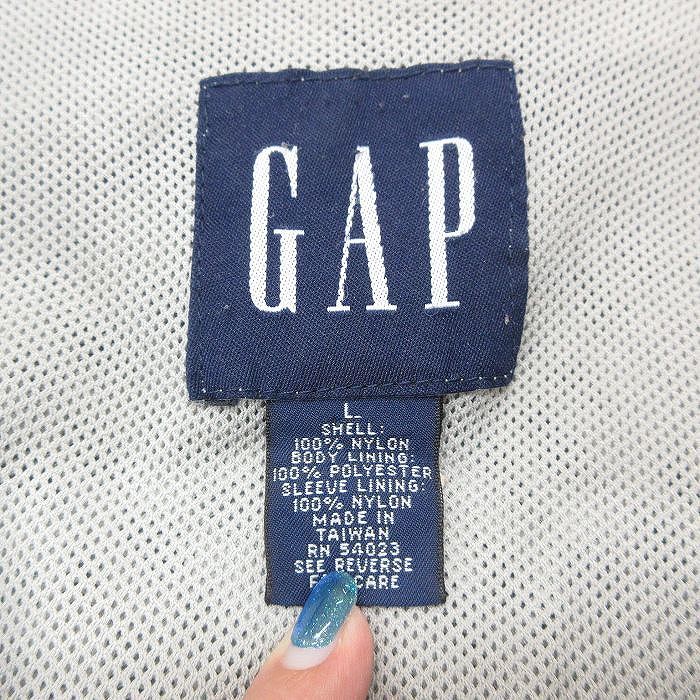 GAP
L
SHELL:
100% NYLON
BODY LINING:
100% POLYESTER
SLEEVE LINING:
100% NYLON
MADE IN
TAIWAN
RN 54023
SEE REVERSE
CARE